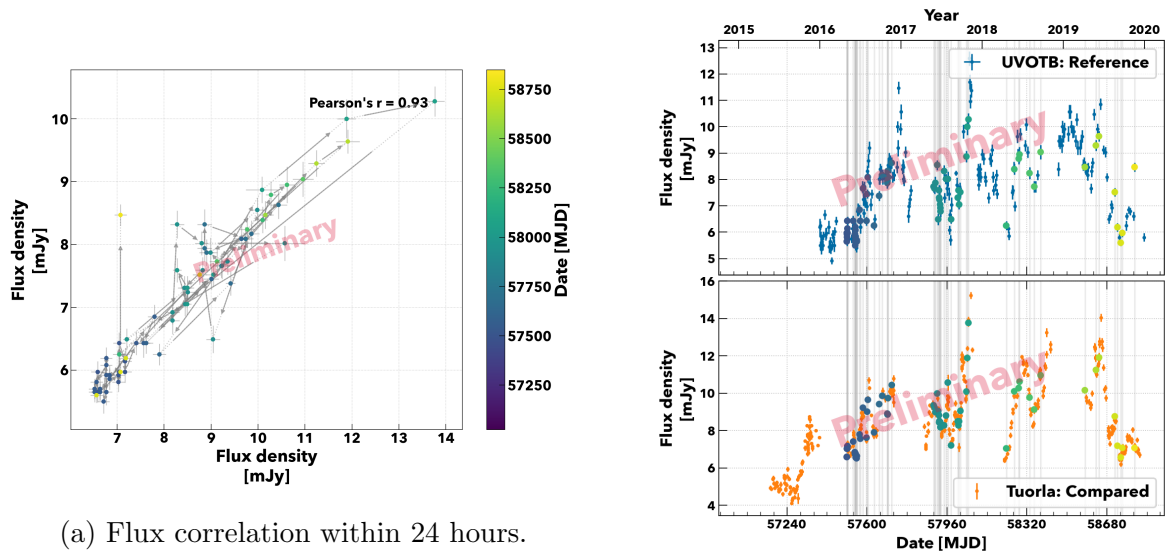 Pearson's r = 0.93
Preliminary
10
9
8
7
6
7 8 9 10 11 12 13 14
Flux density
[mJy]
Flux density
[mJy]
58750
58500
58250
58000
57750
57500
57250
Date [MJD]
(a) Flux correlation within 24 hours.
Year
2015 2016 2017 2018 2019 2020
UVOTB: Reference
Preliminary
13
12
11
10
9
8
7
6
5
Flux density
[mJy]
Tuorla: Compared
Preliminary
16
14
12
10
8
6
4
Flux density
[mJy]
57240 57600 57960 58320 58680
Date [MJD]